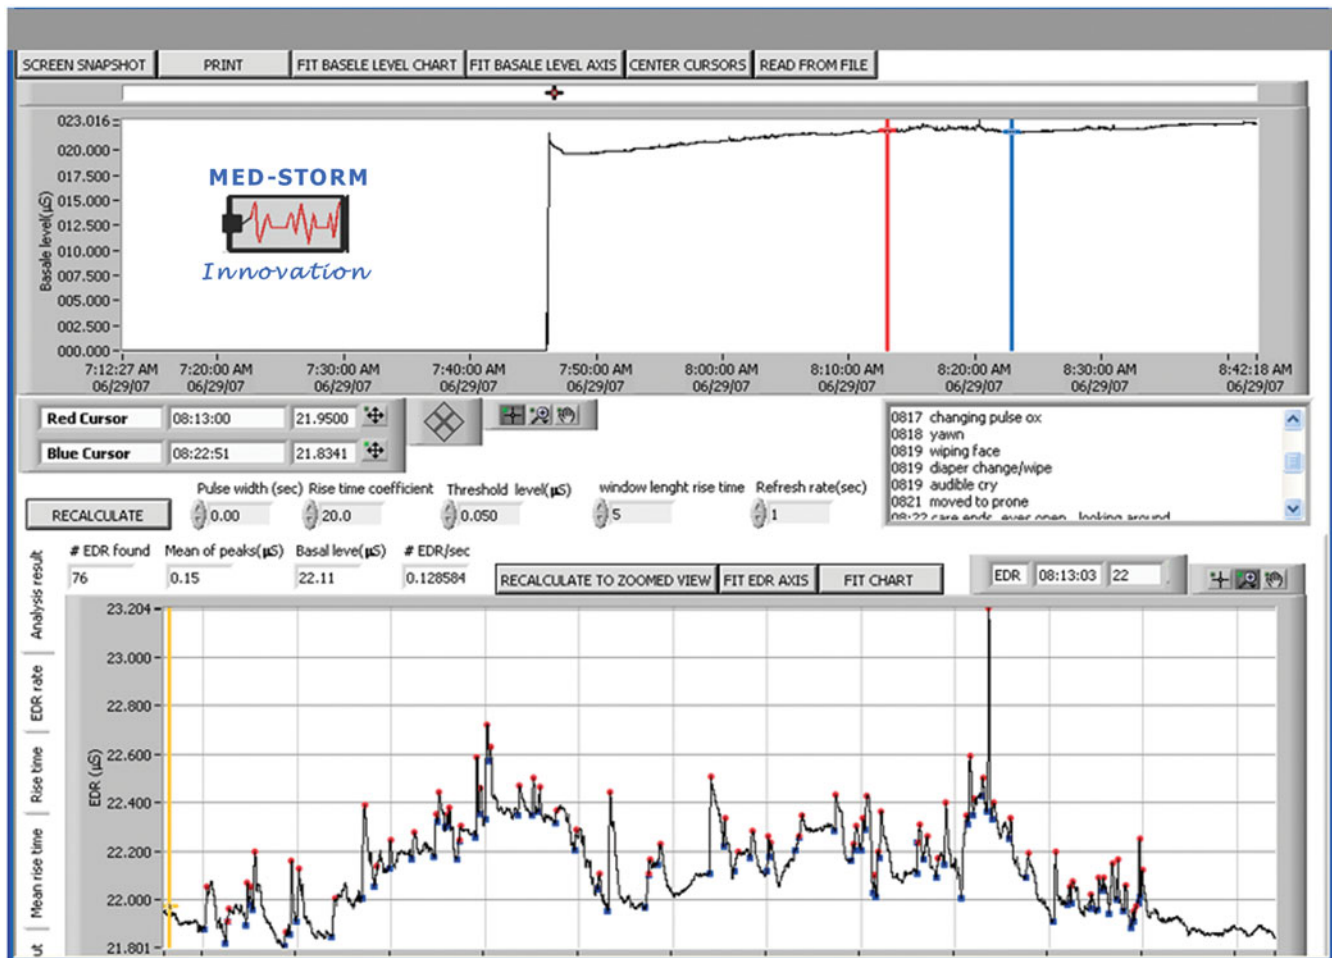 SCREEN SNAPSHOT PRINT FIT BASELE LEVEL CHART FIT BASALE LEVEL AXIS CENTER CURSORS READ FROM FILE
Basale level(µS)
023.016
020.000
017.500
015.000
012.500
010.000
007.500
005.000
002.500
000.000
MED-STORM
Innovation
7:12:27 AM 7:20:00 AM 7:30:00 AM 7:40:00 AM 7:50:00 AM 8:00:00 AM 8:10:00 AM 8:20:00 AM 8:30:00 AM 8:42:18 AM
06/29/07 06/29/07 06/29/07 06/29/07 06/29/07 06/29/07 06/29/07 06/29/07 06/29/07 06/29/07
Red Cursor 08:13:00 21.9500
Blue Cursor 08:22:51 21.8341
0817 changing pulse ox
0818 yawn
0819 wiping face
0819 diaper change/wipe
0819 audible cry
0821 moved to prone
08:22 care ends, eyes open, looking around
Pulse width (sec) Rise time coefficient Threshold level(µS) window lenght rise time Refresh rate(sec)
RECALCULATE 0.00 20.0 0.050 5 1
# EDR found Mean of peaks(µS) Basal leve(µS) # EDR/sec
76 0.15 22.11 0.128584
RECALCULATE TO ZOOMED VIEW FIT EDR AXIS FIT CHART
EDR 08:13:03 22
Analysis result
EDR rate
Rise time
Mean rise time
ut
EDR (µS)
23.204
23.000
22.800
22.600
22.400
22.200
22.000
21.801